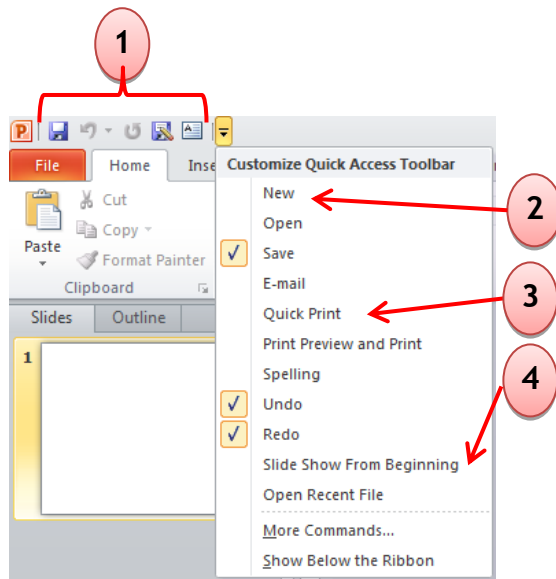 1
P
File Home Inse Customize Quick Access Toolbar
New
2
Open
Cut
Copy
Paste
Format Painter
Save
E-mail
Clipboard
Quick Print
3
Slides Outline
Print Preview and Print
1
Spelling
4
Undo
Redo
Slide Show From Beginning
Open Recent File
More Commands...
Show Below the Ribbon